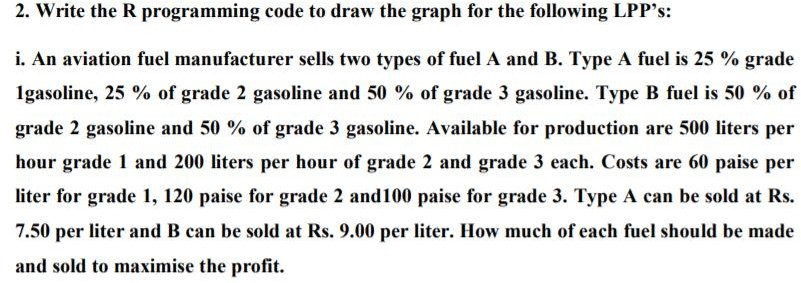 2. Write the R programming code to draw the graph for the following LPP's:
i. An aviation fuel manufacturer sells two types of fuel A and B. Type A fuel is 25 % grade
1gasoline, 25 % of grade 2 gasoline and 50 % of grade 3 gasoline. Type B fuel is 50 % of
grade 2 gasoline and 50 % of grade 3 gasoline. Available for production are 500 liters per
hour grade 1 and 200 liters per hour of grade 2 and grade 3 each. Costs are 60 paise per
liter for grade 1, 120 paise for grade 2 and100 paise for grade 3. Type A can be sold at Rs.
7.50 per liter and B can be sold at Rs. 9.00 per liter. How much of each fuel should be made
and sold to maximise the profit.